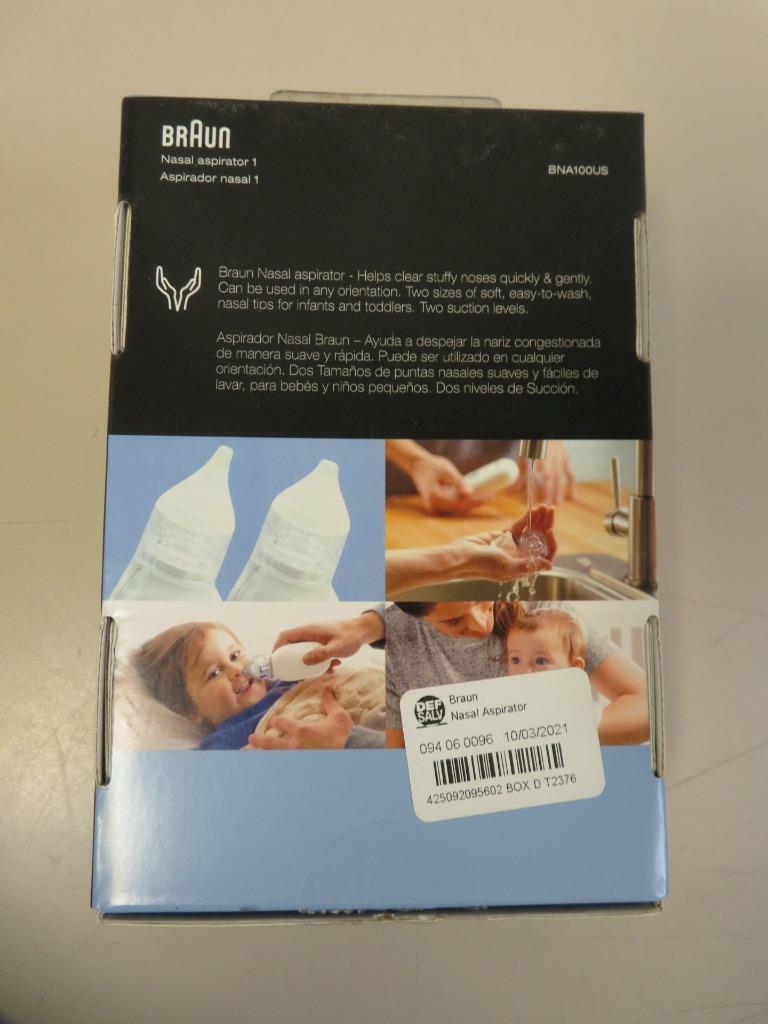 BRAUN
Nasal aspirator 1
Aspirador nasal 1
BNA100US
Braun Nasal aspirator - Helps clear stuffy noses quickly & gently.
Can be used in any orientation. Two sizes of soft, easy-to-wash,
nasal tips for infants and toddlers. Two suction levels.
Aspirador Nasal Braun – Ayuda a despejar la nariz congestionada
de manera suave y rápida. Puede ser utilizado en cualquier
orientación. Dos Tamaños de puntas nasales suaves y fáciles de
lavar, para bebés y niños pequeños. Dos niveles de Succión.
DEF
SALV
Braun
Nasal Aspirator
094 06 0096 10/03/2021
425092095602 BOX D T2376